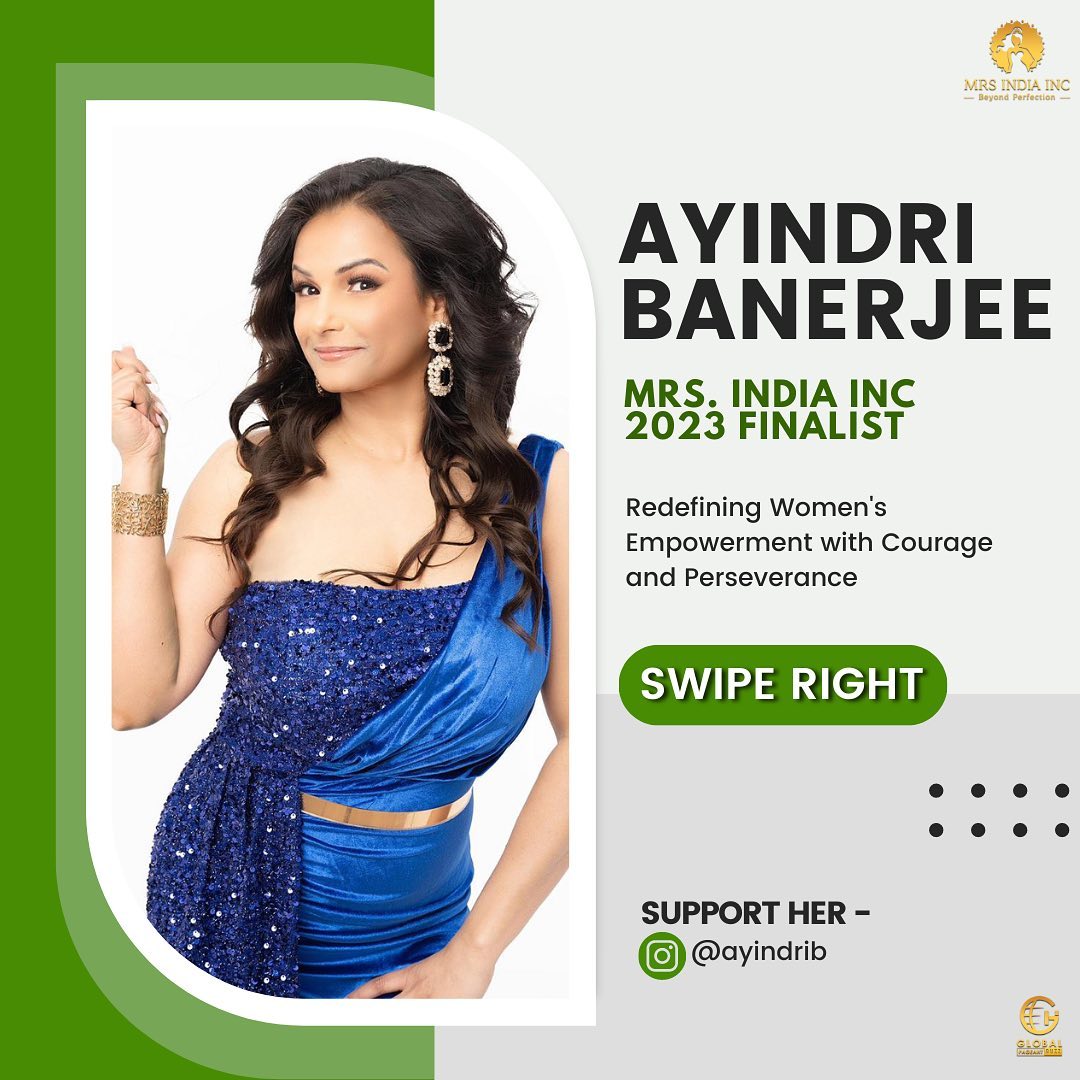 MRS INDIA INC
— Beyond Perfection —
AYINDRI
BANERJEE
MRS. INDIA INC
2023 FINALIST
Redefining Women's
Empowerment with Courage
and Perseverance
SWIPE RIGHT
SUPPORT HER -
@ayindrib
GLOBAL
PAGEANT